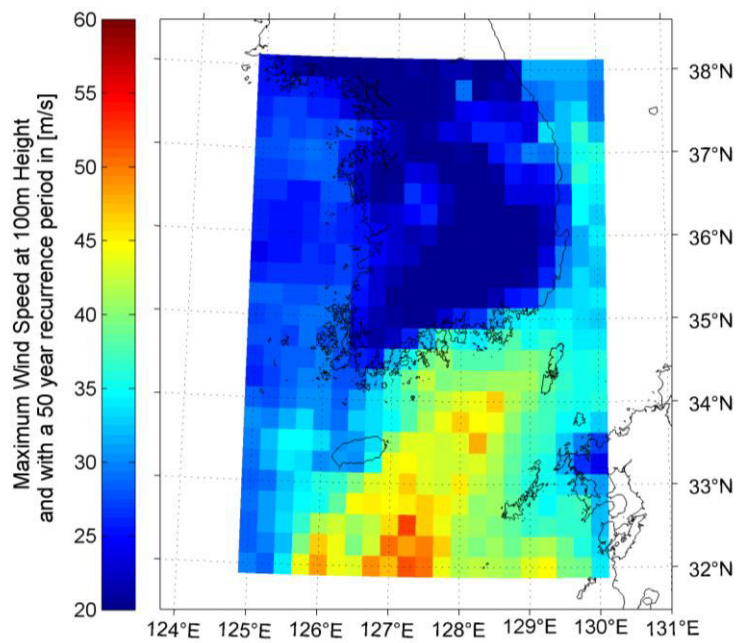 Maximum Wind Speed at 100m Height
and with a 50 year recurrence period in [m/s]
60
55
50
45
40
35
30
25
20
38°N
37°N
36°N
35°N
34°N
33°N
32°N
124°E
125°E
126°E
127°E
128°E
129°E
130°E
131°E